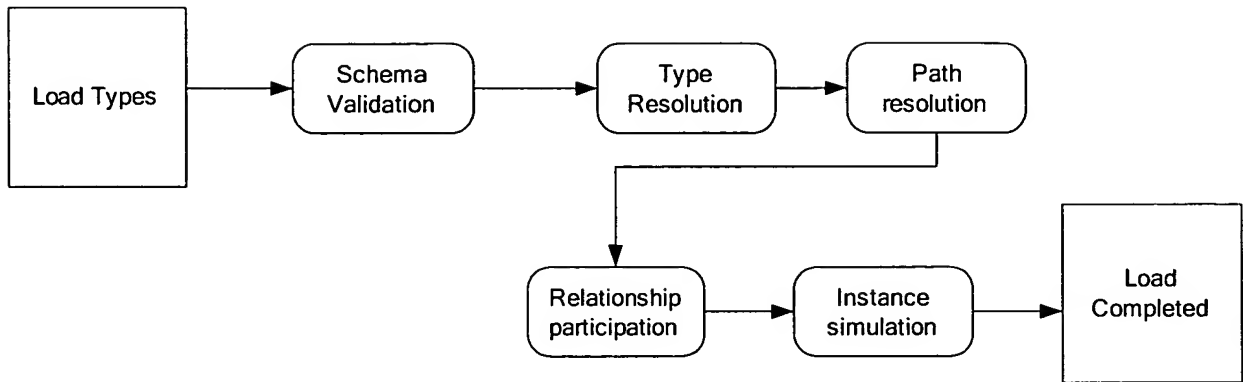 Load Types
Schema
Validation
Type
Resolution
Path
resolution
Relationship
participation
Instance
simulation
Load
Completed